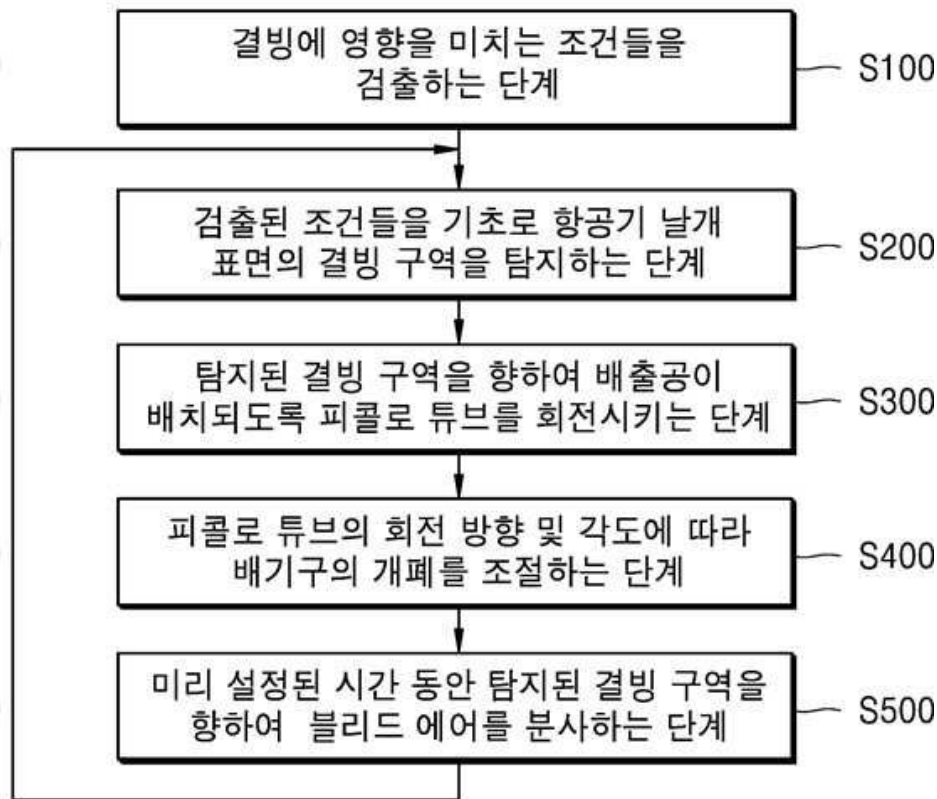 결빙에 영향을 미치는 조건들을
검출하는 단계
S100
검출된 조건들을 기초로 항공기 날개
표면의 결빙 구역을 탐지하는 단계
S200
탐지된 결빙 구역을 향하여 배출공이
배치되도록 피콜로 튜브를 회전시키는 단계
S300
피콜로 튜브의 회전 방향 및 각도에 따라
배기구의 개폐를 조절하는 단계
S400
미리 설정된 시간 동안 탐지된 결빙 구역을
향하여 블리드 에어를 분사하는 단계
S500